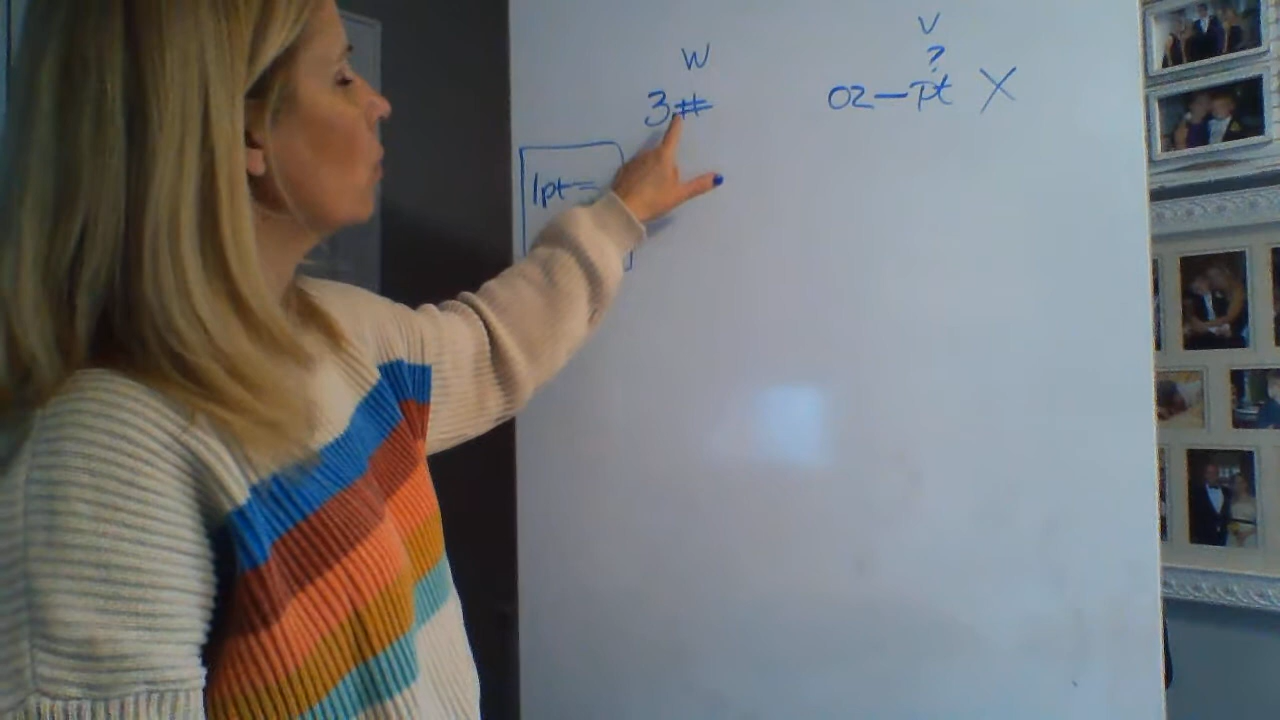 W
3#
V
?
oz - pt X
1pt =